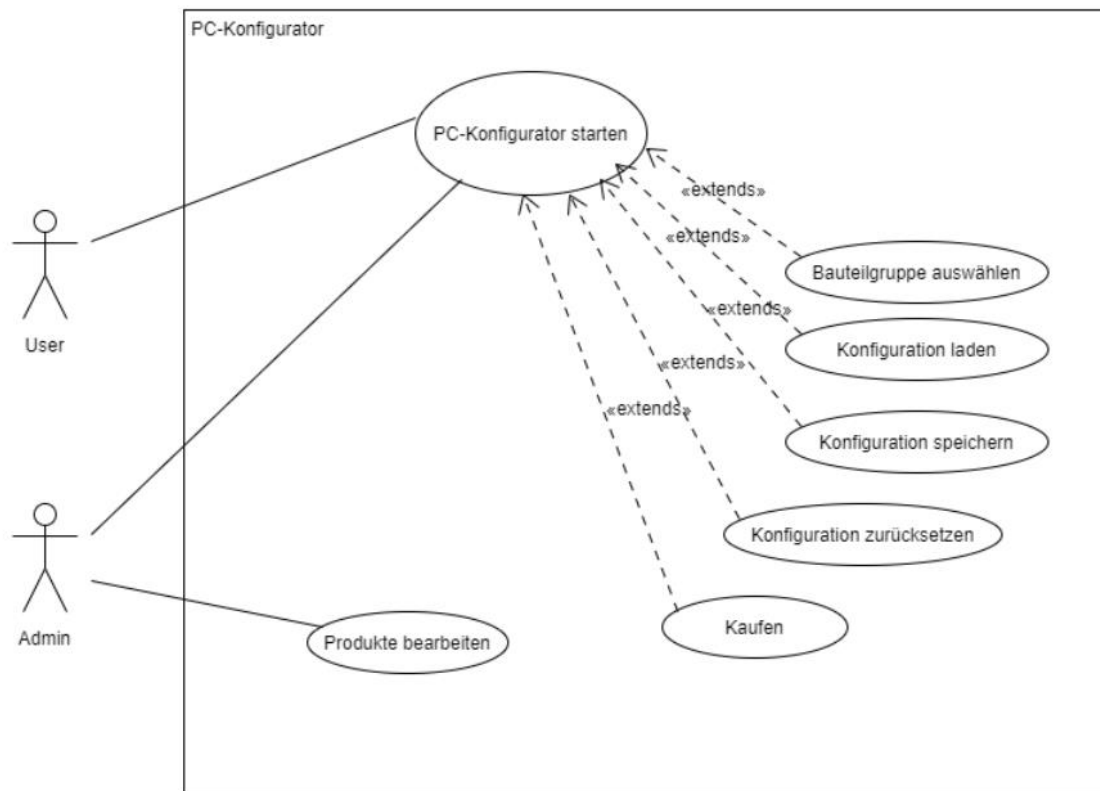 PC-Konfigurator
PC-Konfigurator starten
«extends»
Bauteilgruppe auswählen
«extends»
Konfiguration laden
«extends»
Konfiguration speichern
«extends»
Konfiguration zurücksetzen
«extends»
Kaufen
User
Admin
Produkte bearbeiten